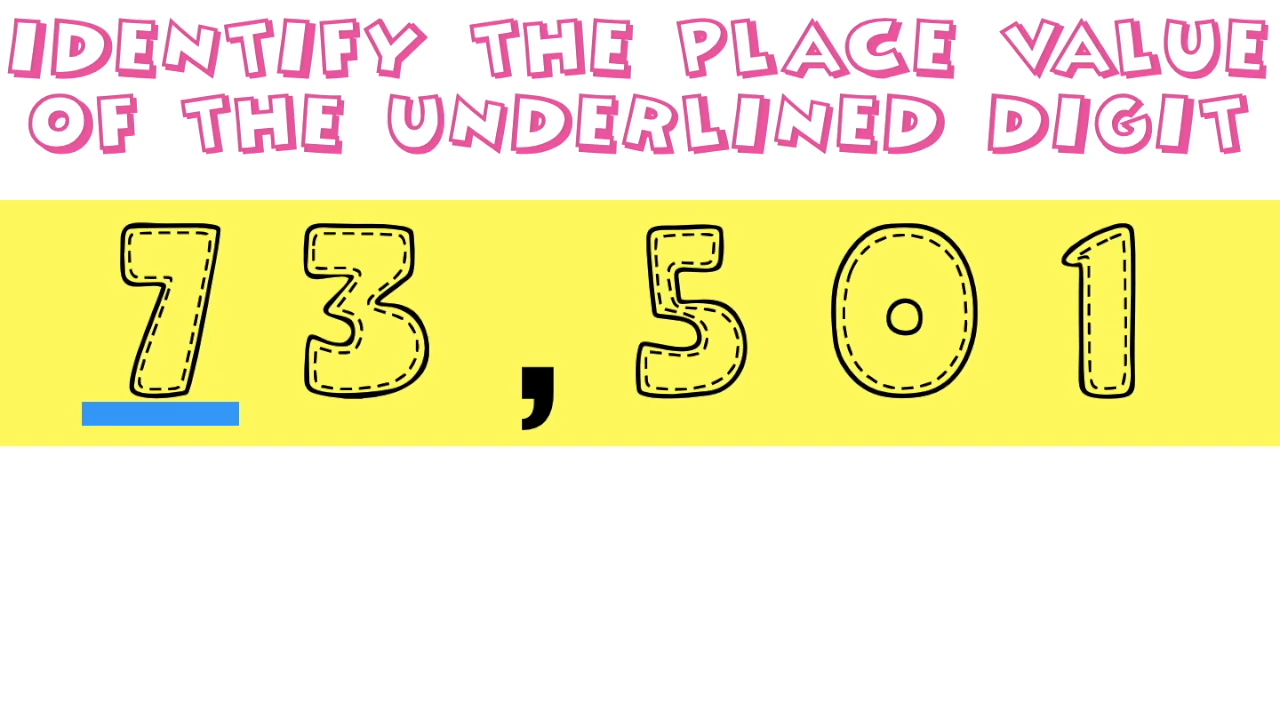 IDENTIFY THE PLACE VALUE
OF THE UNDERLINED DIGIT
73,501